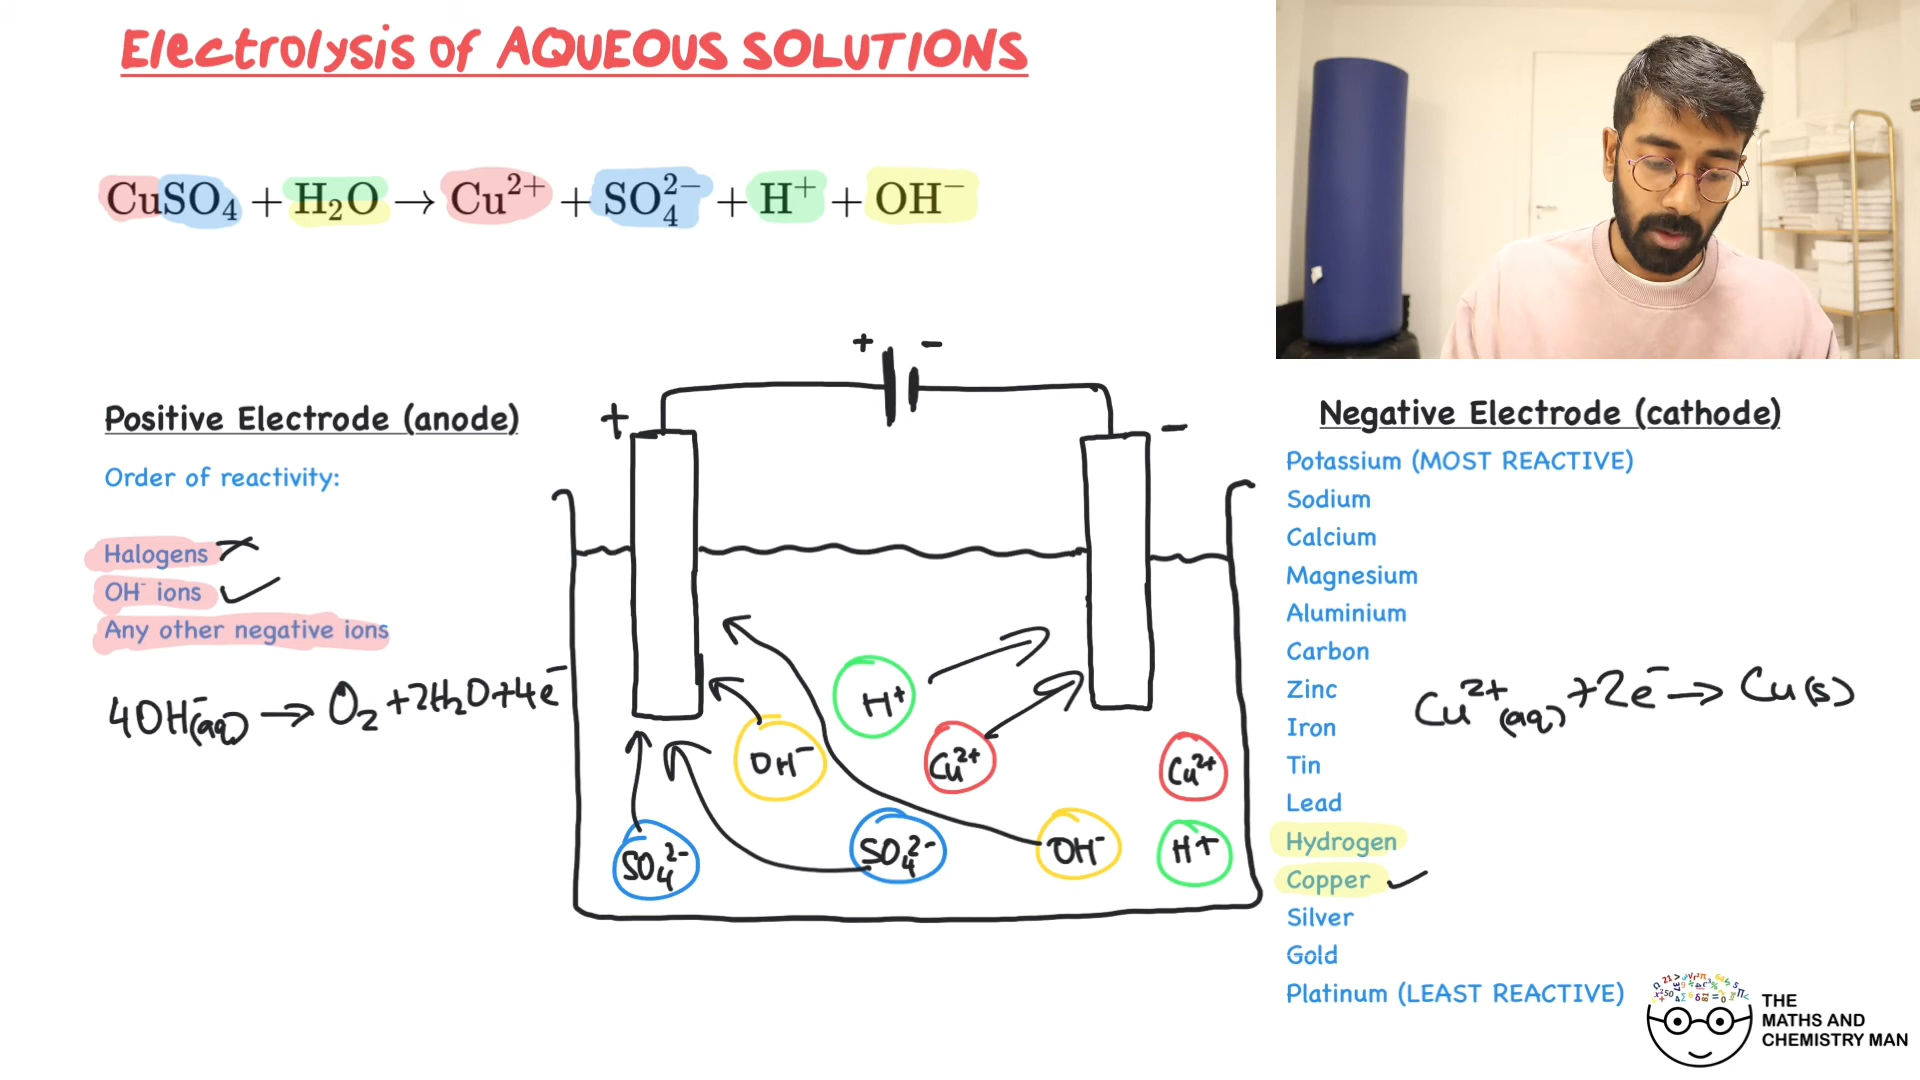 Electrolysis of AQUEOUS SOLUTIONS
CuSO₄ + H₂O → Cu²⁺ + SO₄²⁻ + H⁺ + OH⁻
+ -
Positive Electrode (anode)
Order of reactivity:
Halogens
OH⁻ ions ✓
Any other negative ions
4OH⁻(aq) → O₂ + 2H₂O + 4e⁻
+
-
H⁺
OH⁻
Cu²⁺
Cu²⁺
SO₄²⁻
SO₄²⁻
OH⁻
H⁺
Negative Electrode (cathode)
Potassium (MOST REACTIVE)
Sodium
Calcium
Magnesium
Aluminium
Carbon
Zinc
Iron
Tin
Lead
Hydrogen
Copper ✓
Silver
Gold
Platinum (LEAST REACTIVE)
Cu²⁺(aq) + 2e⁻ → Cu(s)
THE
MATHS AND
CHEMISTRY MAN